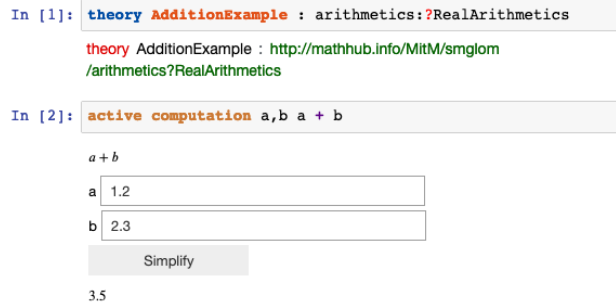 In [1]: theory AdditionExample : arithmetics:?RealArithmetics
theory AdditionExample : http://mathhub.info/MitM/smglom
/arithmetics?RealArithmetics
In [2]: active computation a,b a + b
a + b
a 1.2
b 2.3
Simplify
3.5